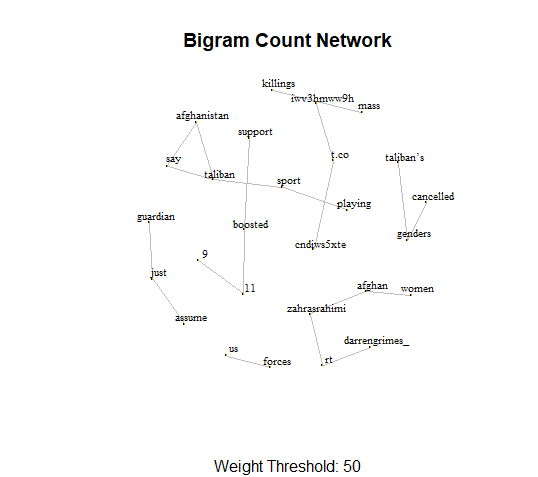 Bigram Count Network
killings
iwv3hmww9h
mass
afghanistan
support
say
t.co
taliban's
taliban
sport
cancelled
playing
guardian
boosted
genders
cndjws5xte
9
just
afghan
women
11
zahrasrahimi
assume
darrengrimes_
us
forces
rt
Weight Threshold: 50